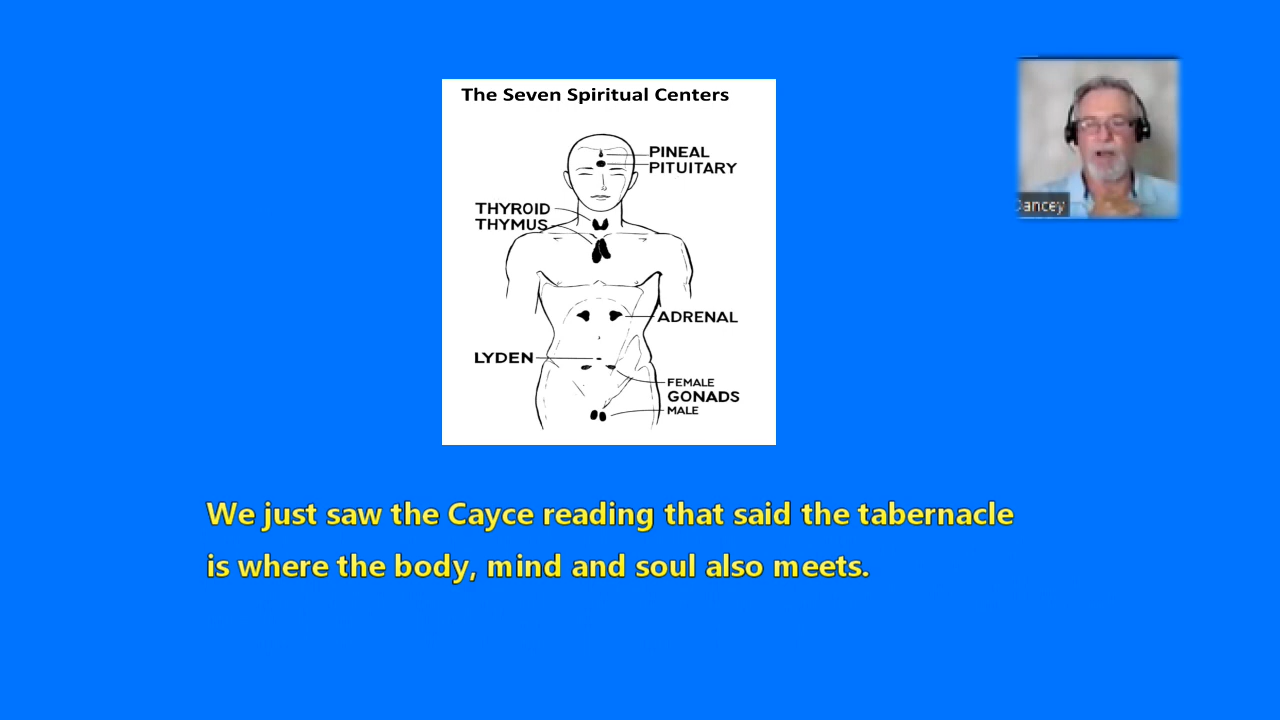 The Seven Spiritual Centers
PINEAL
PITUITARY
THYROID
THYMUS
ADRENAL
LYDEN
FEMALE
GONADS
MALE
Dancey
We just saw the Cayce reading that said the tabernacle
is where the body, mind and soul also meets.